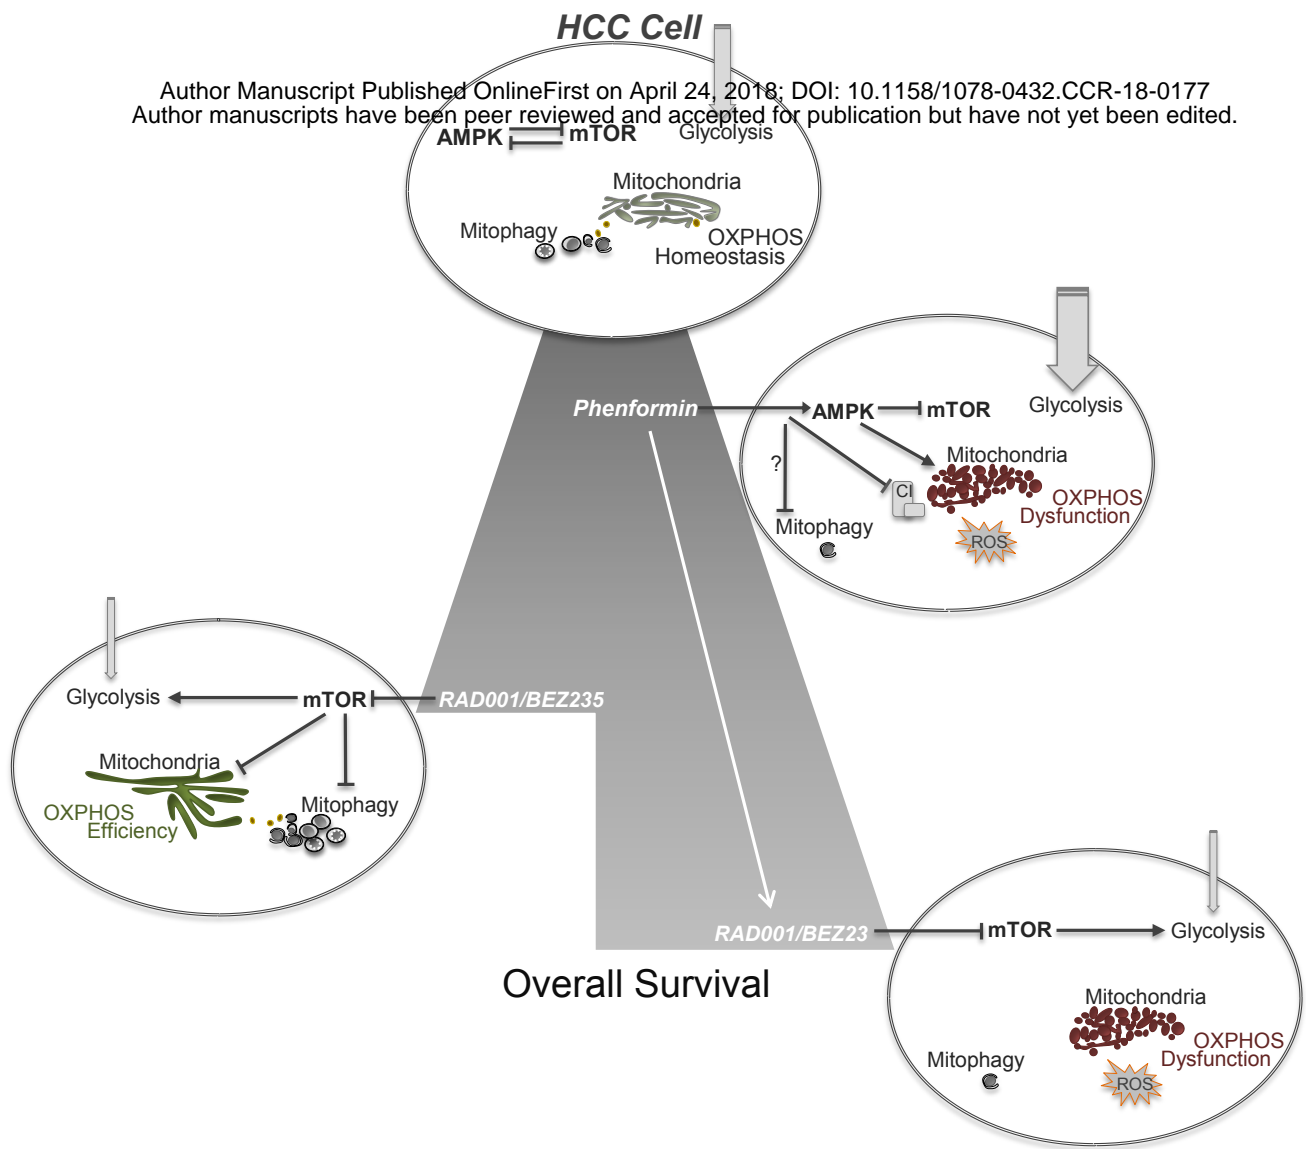 HCC Cell
Author Manuscript Published OnlineFirst on April 24, 2018; DOI: 10.1158/1078-0432.CCR-18-0177
Author manuscripts have been peer reviewed and accepted for publication but have not yet been edited.
AMPK mTOR Glycolysis
Mitochondria
Mitophagy
OXPHOS
Homeostasis
Phenformin AMPK mTOR Glycolysis
Mitochondria
?
CI
OXPHOS
Dysfunction
Mitophagy
ROS
Glycolysis mTOR RAD001/BEZ235
Mitochondria
Mitophagy
OXPHOS
Efficiency
RAD001/BEZ23 mTOR Glycolysis
Overall Survival
Mitochondria
OXPHOS
Dysfunction
Mitophagy
ROS